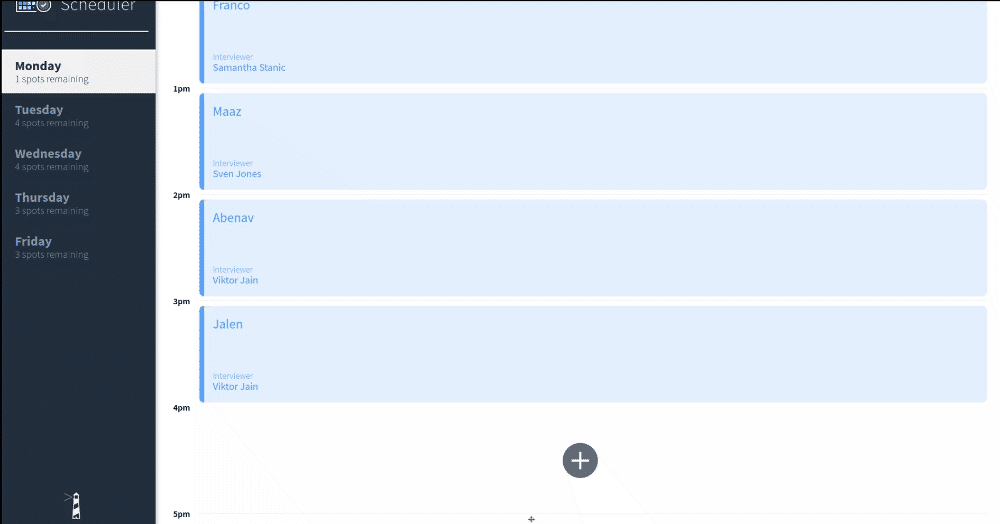 Scheduler
Monday
1 spots remaining
Tuesday
4 spots remaining
Wednesday
4 spots remaining
Thursday
3 spots remaining
Friday
3 spots remaining
Franco
Interviewer
Samantha Stanic
1pm
Maaz
Interviewer
Sven Jones
2pm
Abenav
Interviewer
Viktor Jain
3pm
Jalen
Interviewer
Viktor Jain
4pm
5pm